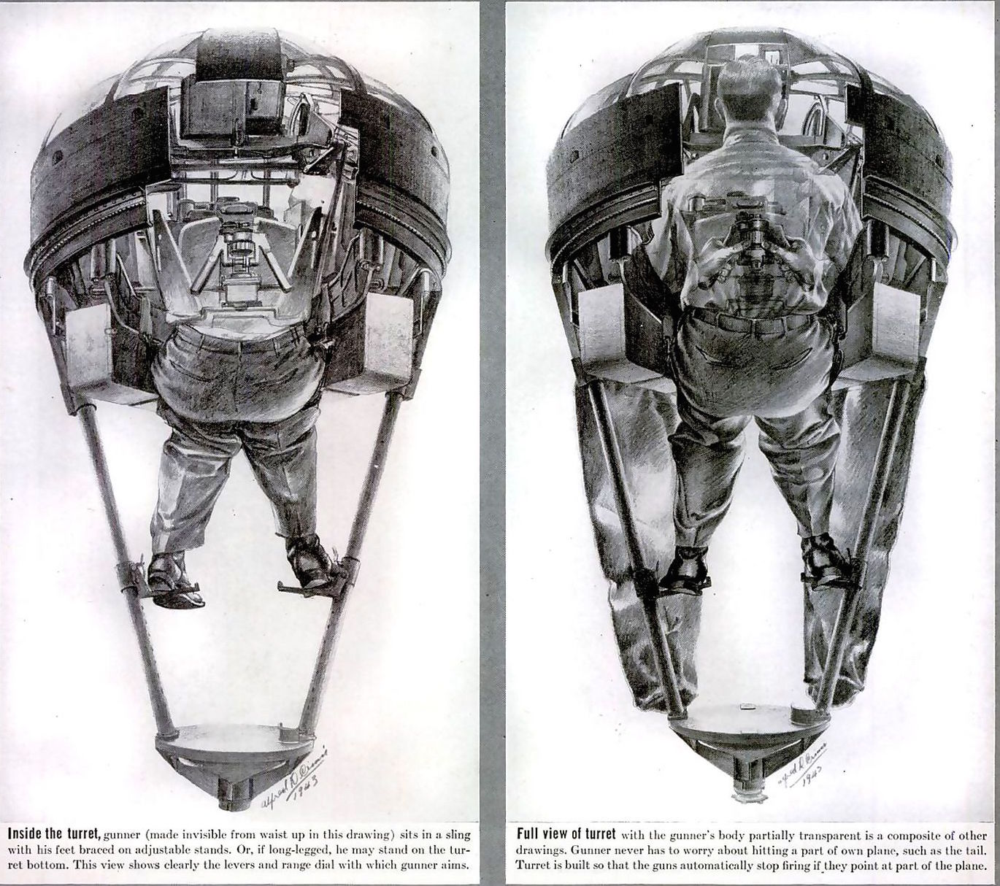 Alfred D. Crimi
1943
Alfred D. Crimi
1943
Inside the turret, gunner (made invisible from waist up in this drawing) sits in a sling
with his feet braced on adjustable stands. Or, if long-legged, he may stand on the tur-
ret bottom. This view shows clearly the levers and range dial with which gunner aims.
Full view of turret with the gunner's body partially transparent is a composite of other
drawings. Gunner never has to worry about hitting a part of own plane, such as the tail.
Turret is built so that the guns automatically stop firing if they point at part of the plane.